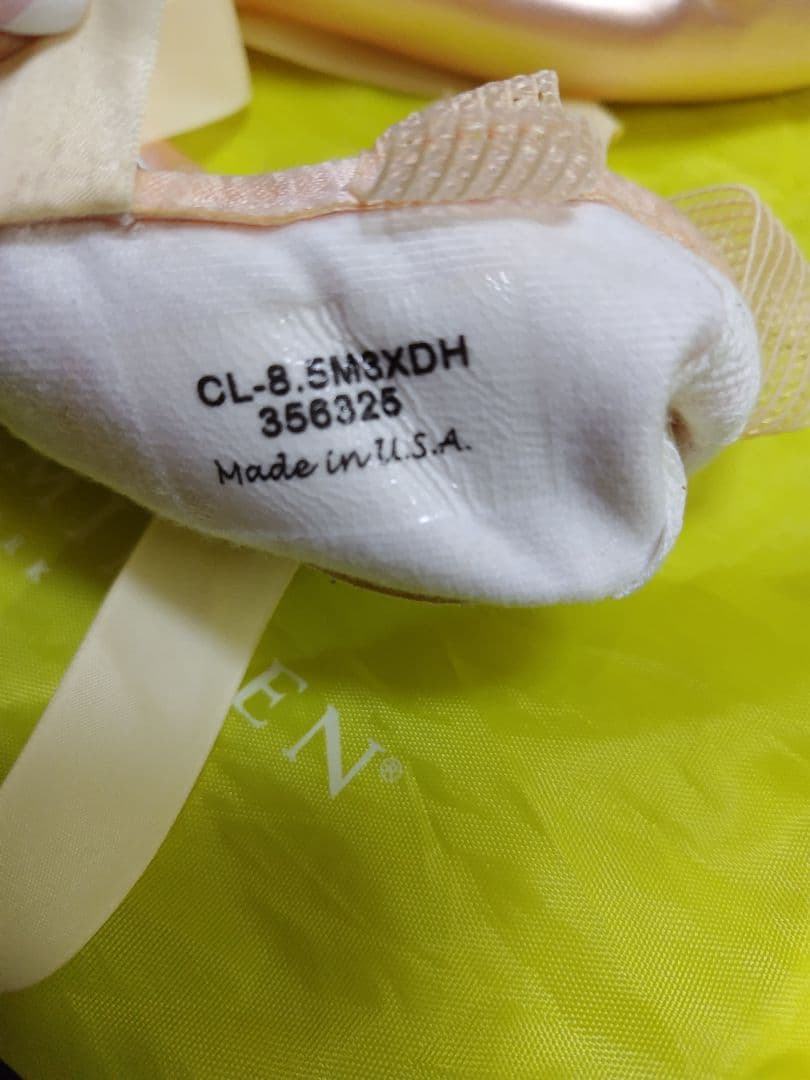 CL-8.5M3XDH
356325
Made in U.S.A.
EN®